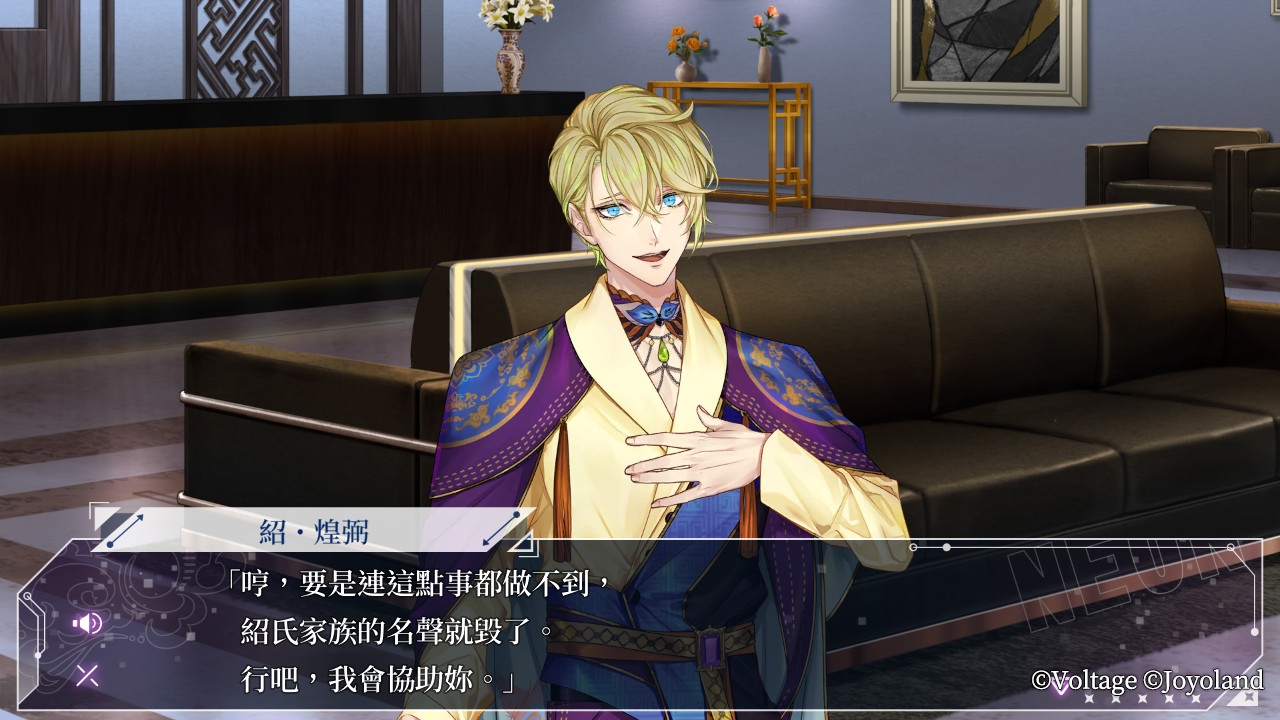 紹・煌弼
「哼，要是連這點事都做不到，
紹氏家族的名聲就毀了。
行吧，我會協助妳。」
NEU
©Voltage ©Joyoland